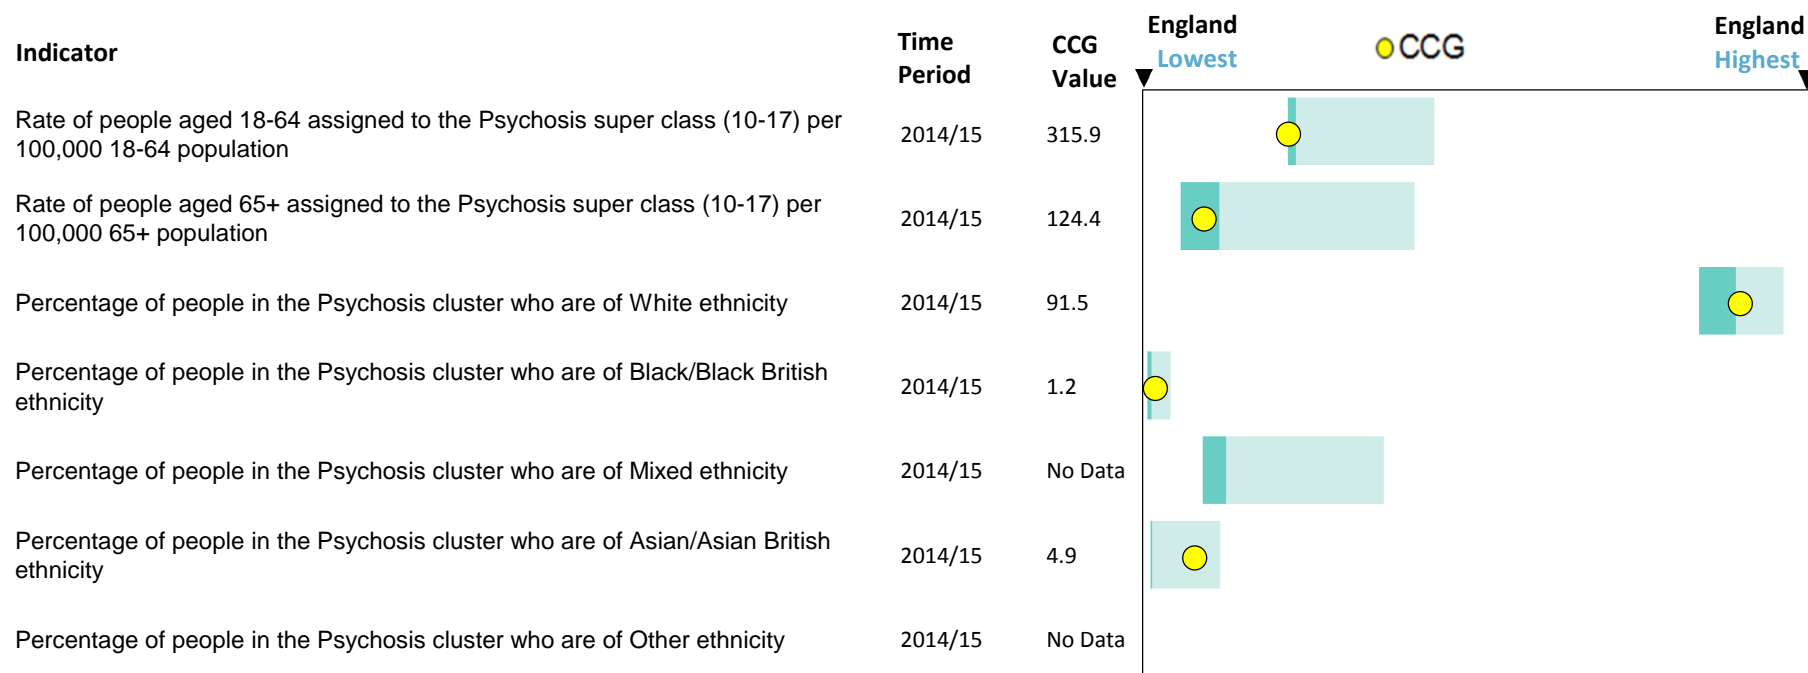 Indicator
Time Period
CCG Value
England Lowest
CCG
England Highest
Rate of people aged 18-64 assigned to the Psychosis super class (10-17) per
100,000 18-64 population
2014/15
315.9
Rate of people aged 65+ assigned to the Psychosis super class (10-17) per
100,000 65+ population
2014/15
124.4
Percentage of people in the Psychosis cluster who are of White ethnicity
2014/15
91.5
Percentage of people in the Psychosis cluster who are of Black/Black British
ethnicity
2014/15
1.2
Percentage of people in the Psychosis cluster who are of Mixed ethnicity
2014/15
No Data
Percentage of people in the Psychosis cluster who are of Asian/Asian British
ethnicity
2014/15
4.9
Percentage of people in the Psychosis cluster who are of Other ethnicity
2014/15
No Data